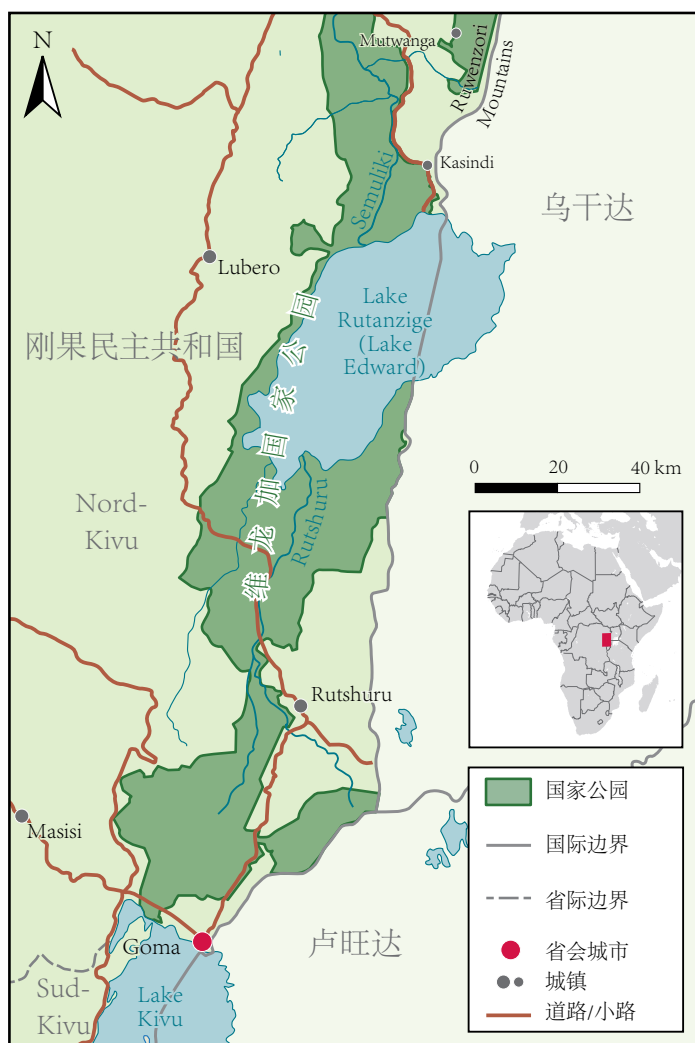 N
Mutwanga
Ruwenzori
Mountains
Kasindi
Semuliki
乌干达
Lubero
Lake
Rutanzige
(Lake
Edward)
刚果民主共和国
维龙加国家公园
0 20 40 km
Nord-
Kivu
Rutshuru
Rutshuru
国家公园
Masisi
国际边界
省际边界
Goma
卢旺达
省会城市
城镇
Sud-
Kivu
Lake
Kivu
道路/小路